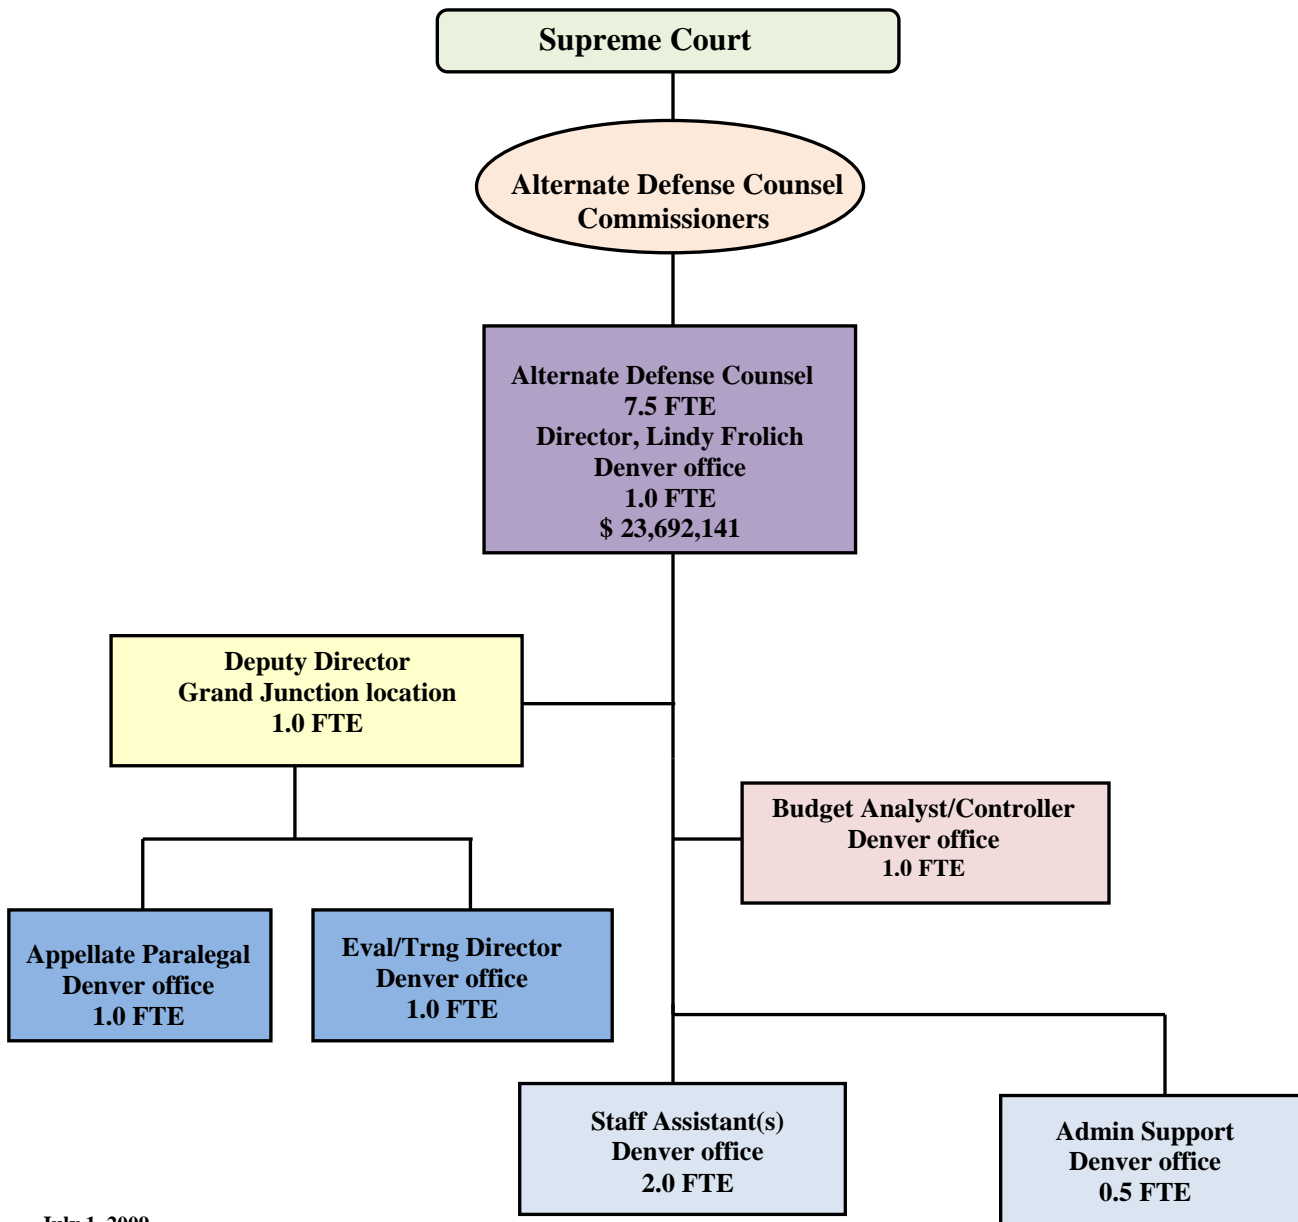 Supreme Court
Alternate Defense Counsel
Commissioners
Alternate Defense Counsel
7.5 FTE
Director, Lindy Frolich
Denver office
1.0 FTE
$ 23,692,141
Deputy Director
Grand Junction location
1.0 FTE
Budget Analyst/Controller
Denver office
1.0 FTE
Appellate Paralegal
Denver office
1.0 FTE
Eval/Trng Director
Denver office
1.0 FTE
Staff Assistant(s)
Denver office
2.0 FTE
Admin Support
Denver office
0.5 FTE
July 1, 2009